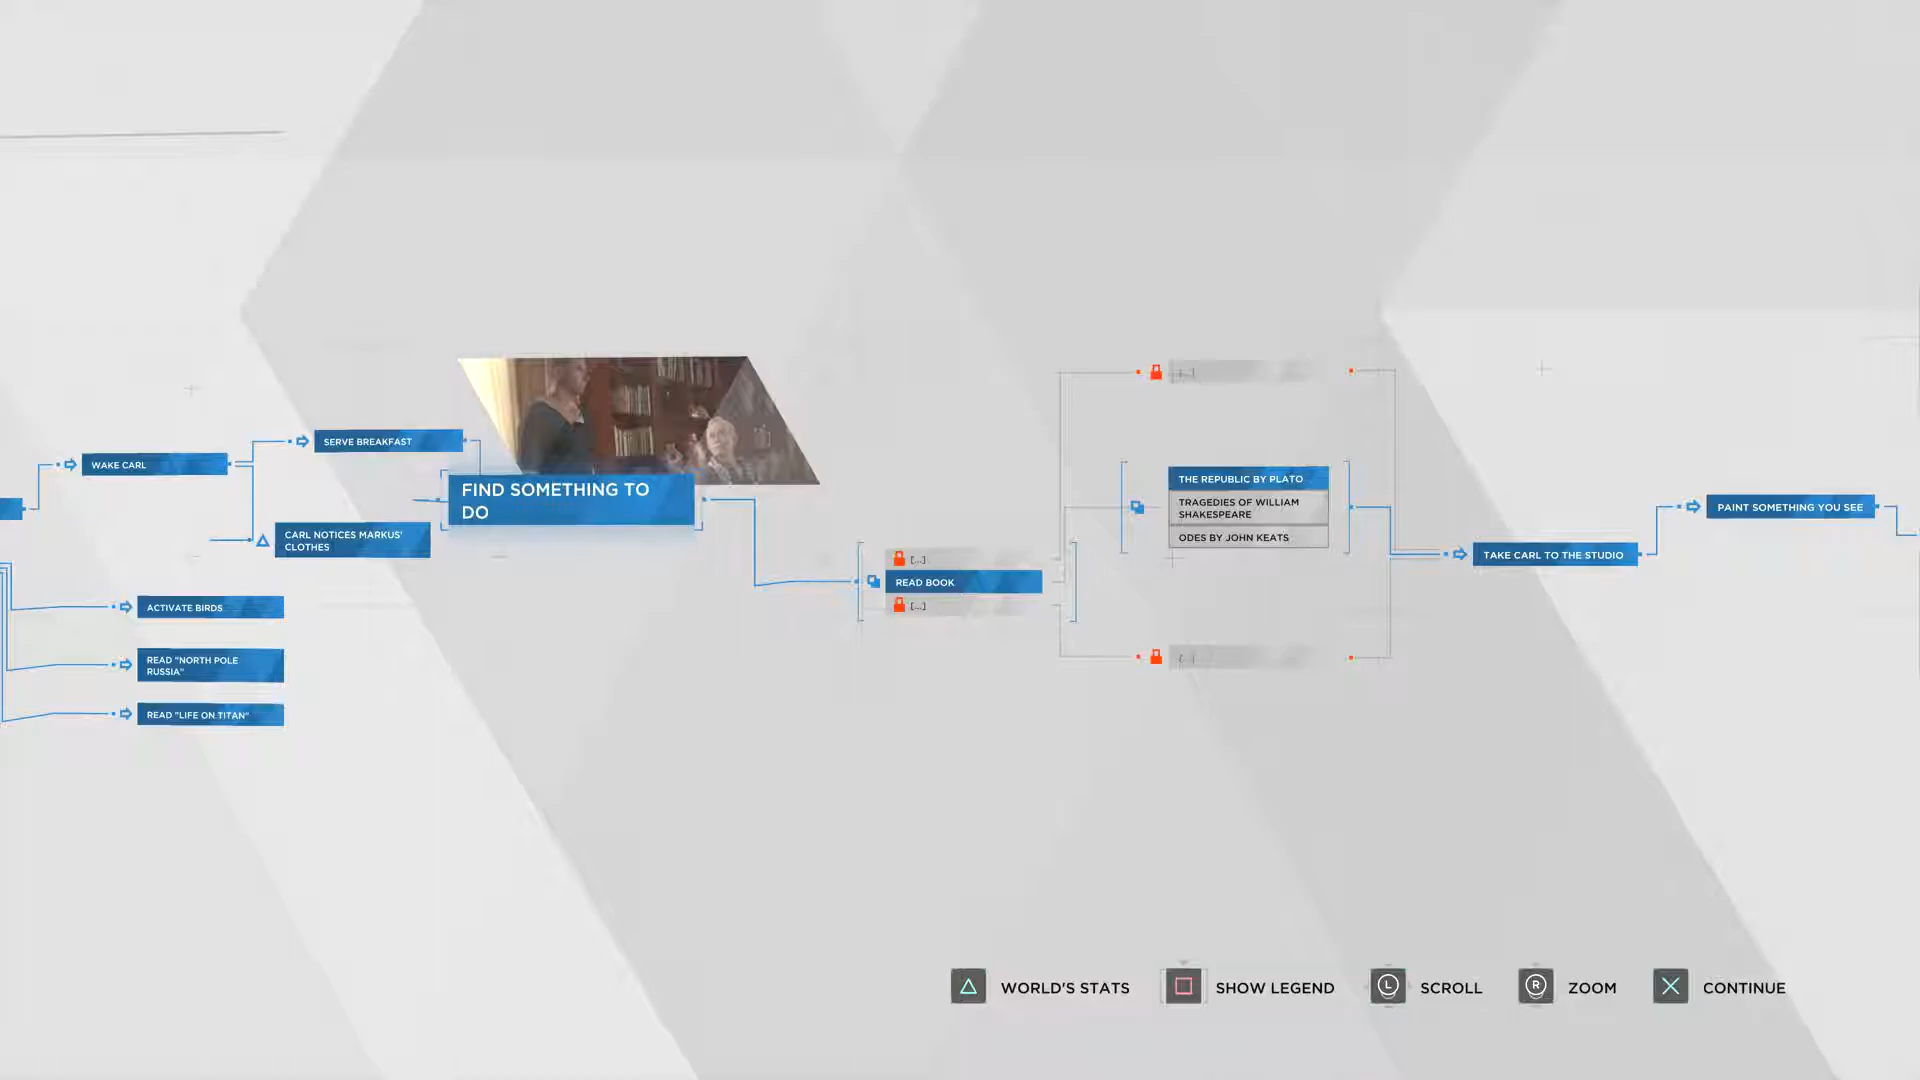 WAKE CARL
SERVE BREAKFAST
CARL NOTICES MARKUS'
CLOTHES
ACTIVATE BIRDS
READ "NORTH POLE
RUSSIA"
READ "LIFE ON TITAN"
FIND SOMETHING TO
DO
[...]
READ BOOK
[...]
[...]
THE REPUBLIC BY PLATO
TRAGEDIES OF WILLIAM
SHAKESPEARE
ODES BY JOHN KEATS
[...]
TAKE CARL TO THE STUDIO
PAINT SOMETHING YOU SEE
WORLD'S STATS
SHOW LEGEND
L
SCROLL
R
ZOOM
CONTINUE